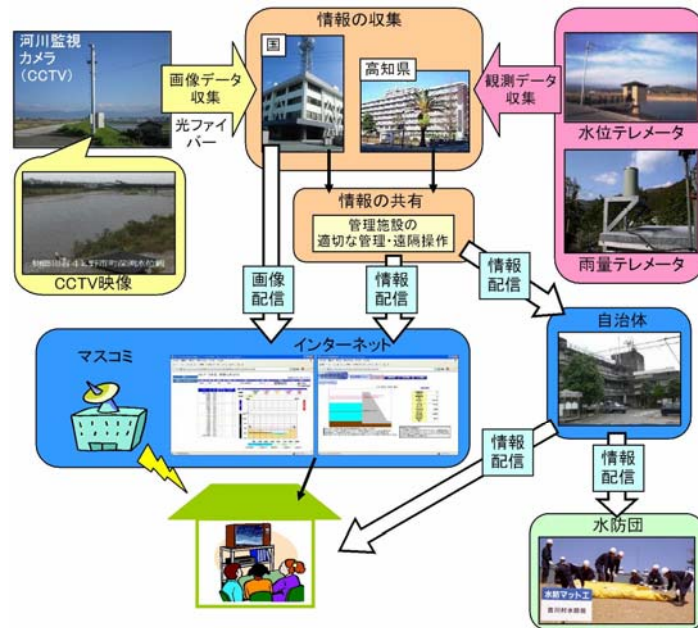 河川監視
カメラ
（CCTV）
画像データ
収集
光ファイ
バー
CCTV映像
情報の収集
国
高知県
観測データ
収集
水位テレメータ
雨量テレメータ
情報の共有
管理施設の
適切な管理・遠隔操作
画像
配信
情報
配信
情報
配信
マスコミ
インターネット
自治体
情報
配信
情報
配信
水防団
水防マット工